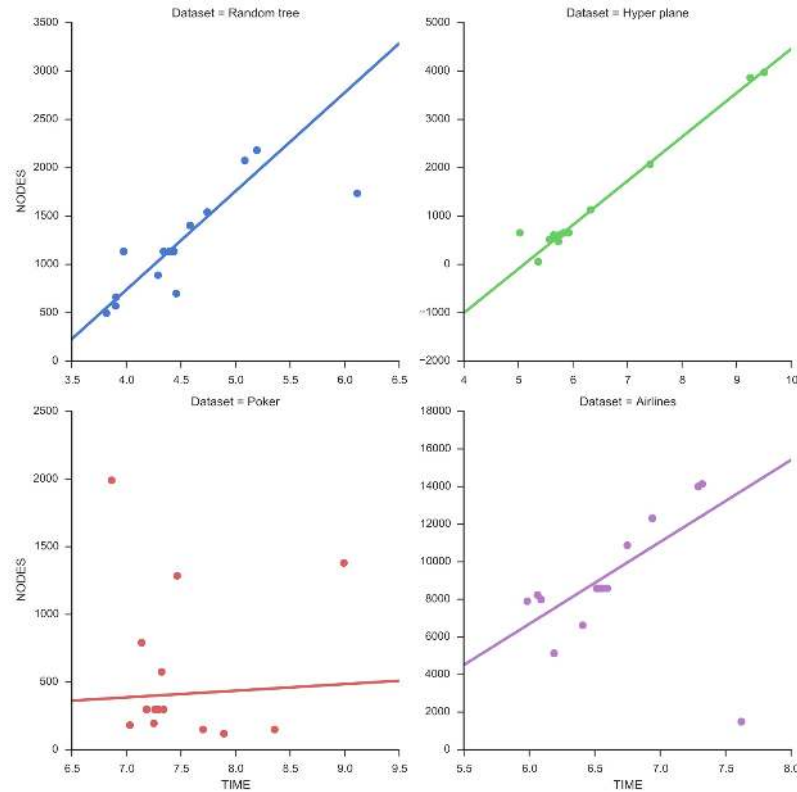 Dataset = Random tree
3500
3000
2500
2000
1500
1000
500
0
NODES
3.5 4.0 4.5 5.0 5.5 6.0 6.5
Dataset = Hyper plane
5000
4000
3000
2000
1000
0
−1000
−2000
4 5 6 7 8 9 10
Dataset = Poker
2500
2000
1500
1000
500
0
NODES
6.5 7.0 7.5 8.0 8.5 9.0 9.5
TIME
Dataset = Airlines
18000
16000
14000
12000
10000
8000
6000
4000
2000
0
5.5 6.0 6.5 7.0 7.5 8.0
TIME